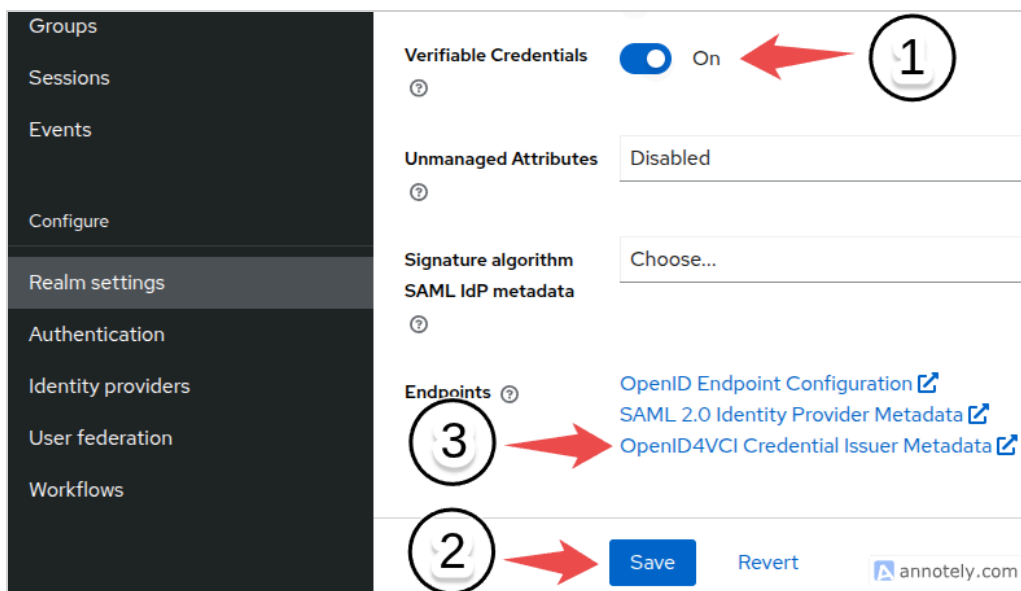 Groups
Sessions
Events
Configure
Realm settings
Authentication
Identity providers
User federation
Workflows
Verifiable Credentials
On
1
Unmanaged Attributes
Disabled
Signature algorithm
SAML IdP metadata
Choose...
Endpoints
OpenID Endpoint Configuration
SAML 2.0 Identity Provider Metadata
3
OpenID4VCI Credential Issuer Metadata
2
Save
Revert
annotely.com